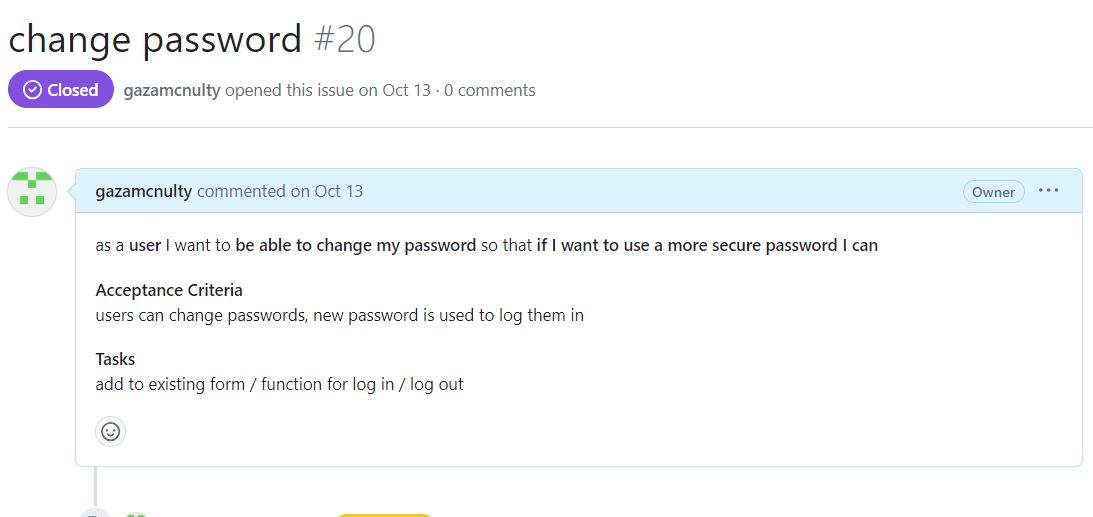 change password #20
Closed gazamcnulty opened this issue on Oct 13 · 0 comments
gazamcnulty commented on Oct 13 Owner
as a user I want to be able to change my password so that if I want to use a more secure password I can
Acceptance Criteria
users can change passwords, new password is used to log them in
Tasks
add to existing form / function for log in / log out